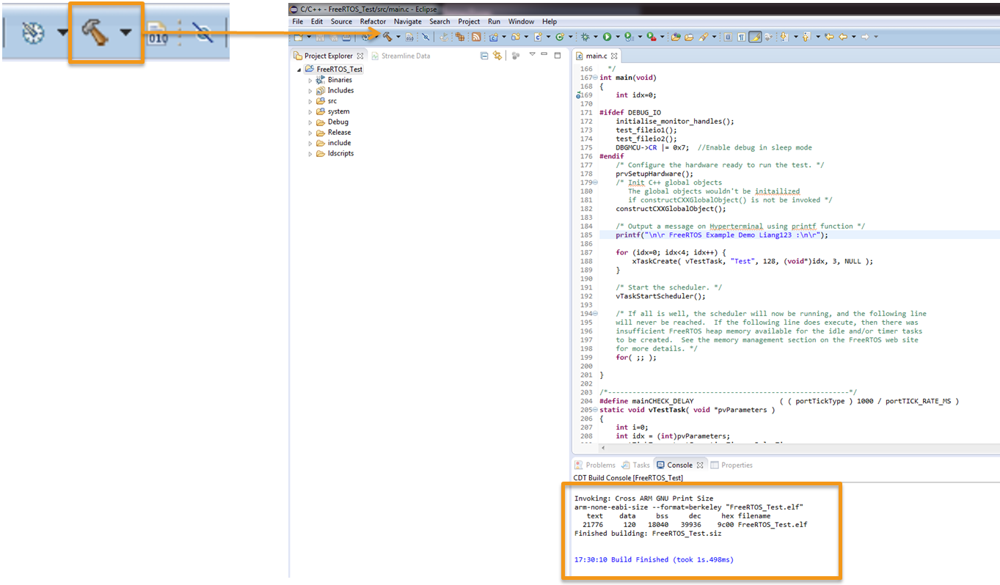 010
C/C++ - FreeRTOS_Test/src/main.c - Eclipse
File Edit Source Refactor Navigate Search Project Run Window Help
Project Explorer
Streamline Data
FreeRTOS_Test
Binaries
Includes
src
system
Debug
Release
include
ldscripts
main.c
166 */
167 int main(void)
168 {
169 int idx=0;
170
171 #ifdef DEBUG_IO
172 initialise_monitor_handles();
173 test_fileio1();
174 test_fileio2();
175 DBGMCU->CR |= 0x7; //Enable debug in sleep mode
176 #endif
177 /* Configure the hardware ready to run the test. */
178 prvSetupHardware();
179 /* Init C++ global objects
180 The global objects wouldn't be initailized
181 if constructCXXGlobalObject() is not be invoked */
182 constructCXXGlobalObject();
183
184 /* Output a message on Hyperterminal using printf function */
185 printf("\n\r FreeRTOS Example Demo Liang123 :\n\r");
186
187 for (idx=0; idx<4; idx++) {
188 xTaskCreate( vTestTask, "Test", 128, (void*)idx, 3, NULL );
189 }
190
191 /* Start the scheduler. */
192 vTaskStartScheduler();
193
194 /* If all is well, the scheduler will now be running, and the following line
195 will never be reached. If the following line does execute, then there was
196 insufficient FreeRTOS heap memory available for the idle and/or timer tasks
197 to be created. See the memory management section on the FreeRTOS web site
198 for more details. */
199 for( ;; );
200
201 }
202
203 /*-----------------------------------------------------------*/
204 #define mainCHECK_DELAY ( ( portTickType ) 1000 / portTICK_RATE_MS )
205 static void vTestTask( void *pvParameters )
206 {
207 int i=0;
208 int idx = (int)pvParameters;
Problems Tasks Console Properties
CDT Build Console [FreeRTOS_Test]
Invoking: Cross ARM GNU Print Size
arm-none-eabi-size --format=berkeley "FreeRTOS_Test.elf"
text data bss dec hex filename
21776 120 18040 39936 9c00 FreeRTOS_Test.elf
Finished building: FreeRTOS_Test.siz
17:30:10 Build Finished (took 1s.498ms)